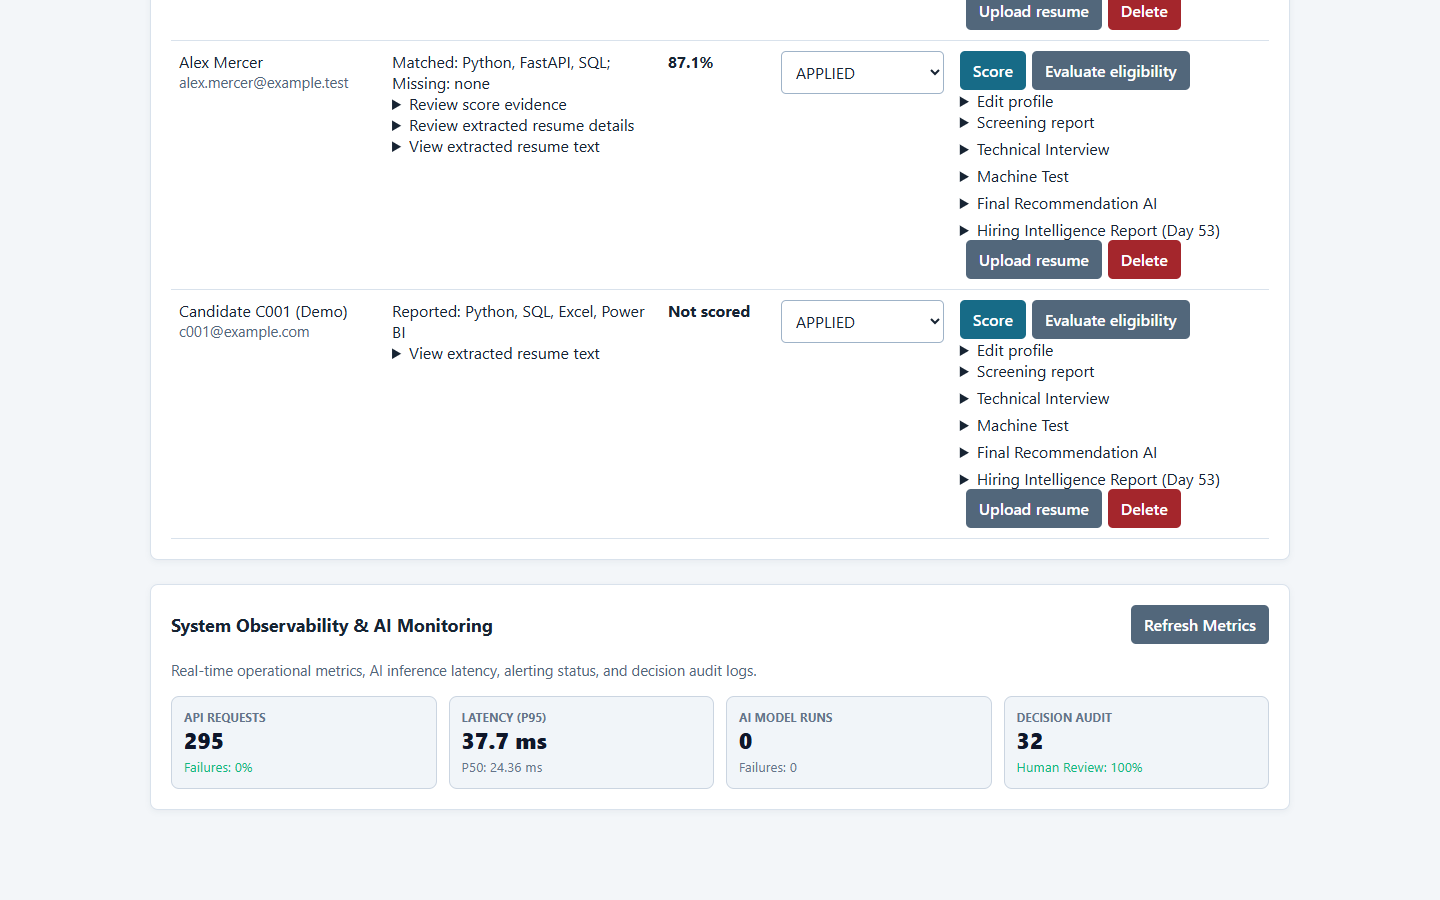 Upload resume Delete
Alex Mercer
alex.mercer@example.test
Matched: Python, FastAPI, SQL;
Missing: none
Review score evidence
Review extracted resume details
View extracted resume text
87.1%
APPLIED
Score Evaluate eligibility
Edit profile
Screening report
Technical Interview
Machine Test
Final Recommendation AI
Hiring Intelligence Report (Day 53)
Upload resume Delete
Candidate C001 (Demo)
c001@example.com
Reported: Python, SQL, Excel, Power
BI
View extracted resume text
Not scored
APPLIED
Score Evaluate eligibility
Edit profile
Screening report
Technical Interview
Machine Test
Final Recommendation AI
Hiring Intelligence Report (Day 53)
Upload resume Delete
System Observability & AI Monitoring
Refresh Metrics
Real-time operational metrics, AI inference latency, alerting status, and decision audit logs.
API REQUESTS
295
Failures: 0%
LATENCY (P95)
37.7 ms
P50: 24.36 ms
AI MODEL RUNS
0
Failures: 0
DECISION AUDIT
32
Human Review: 100%